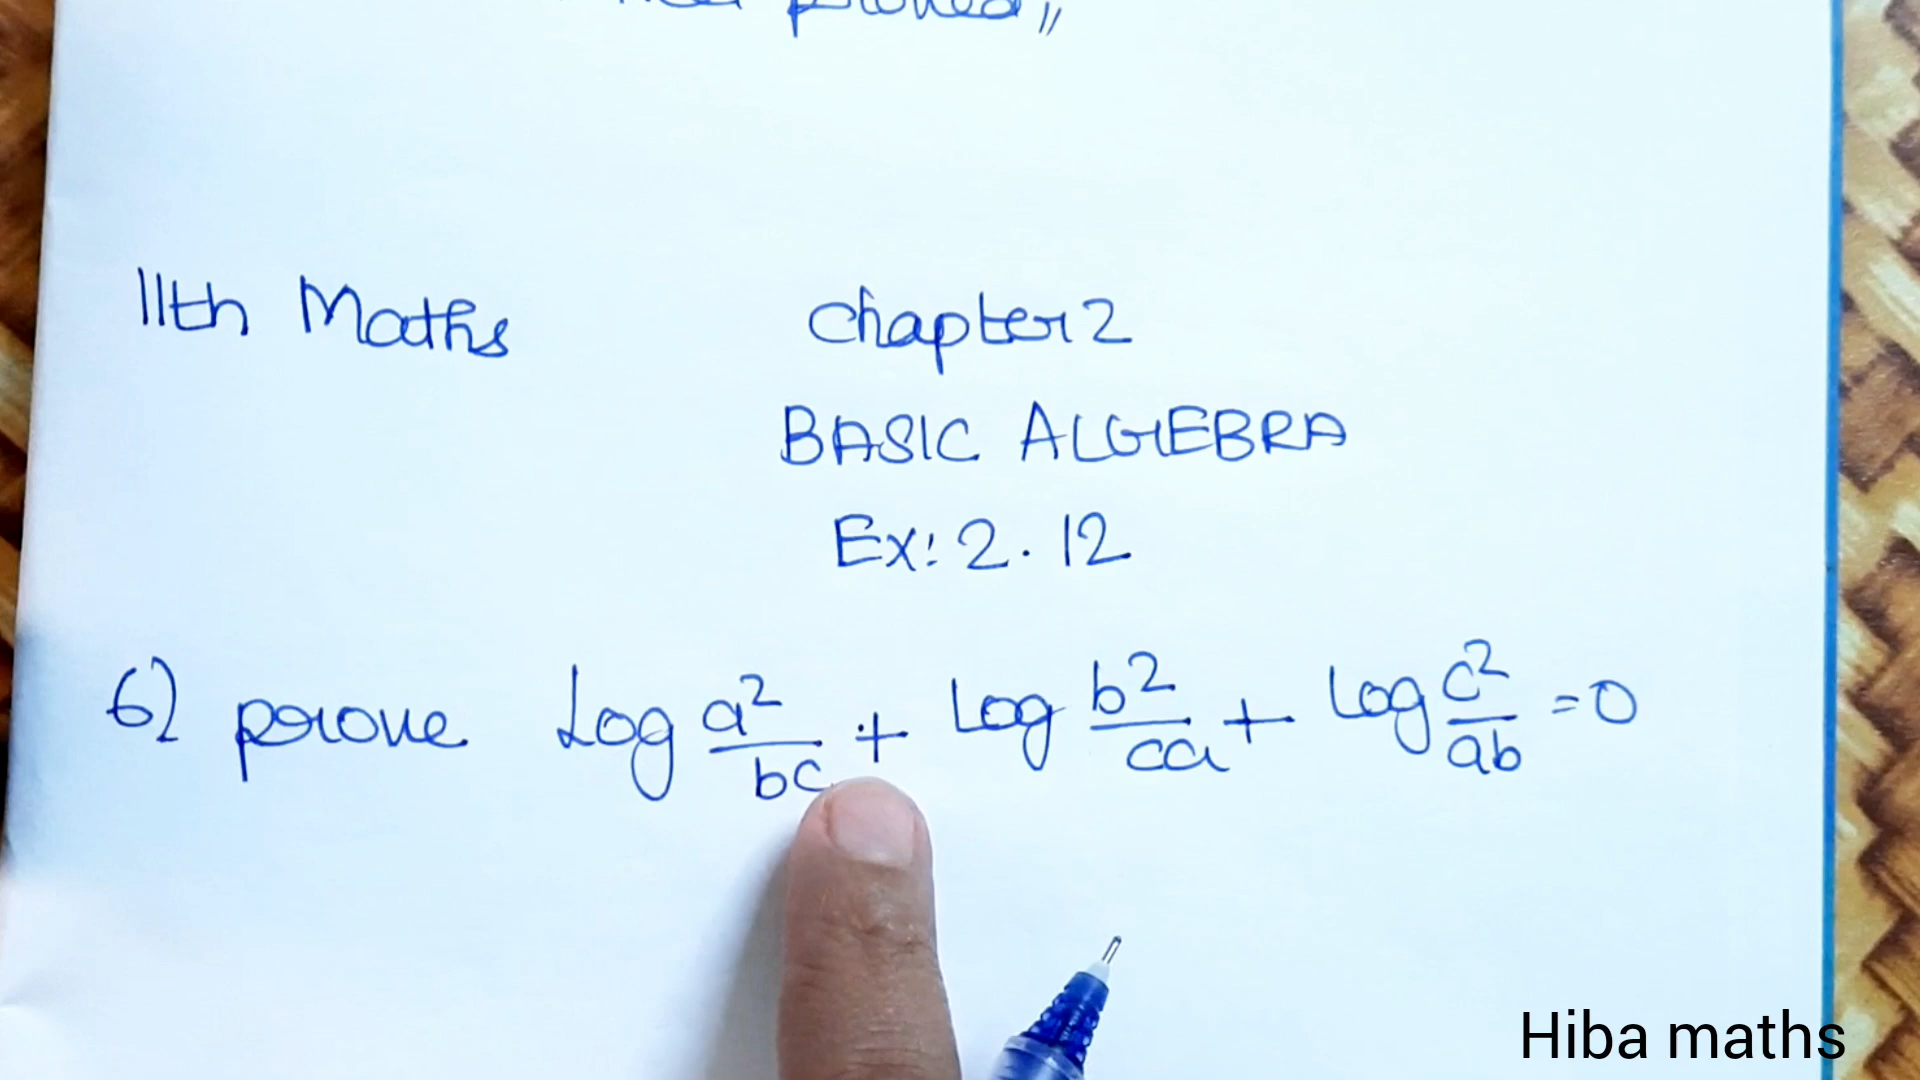 proved,,
11th Maths
Chapter 2
BASIC ALGEBRA
Ex: 2.12
6) prove Log a²/bc + Log b²/ca + Log c²/ab = 0
Hiba maths